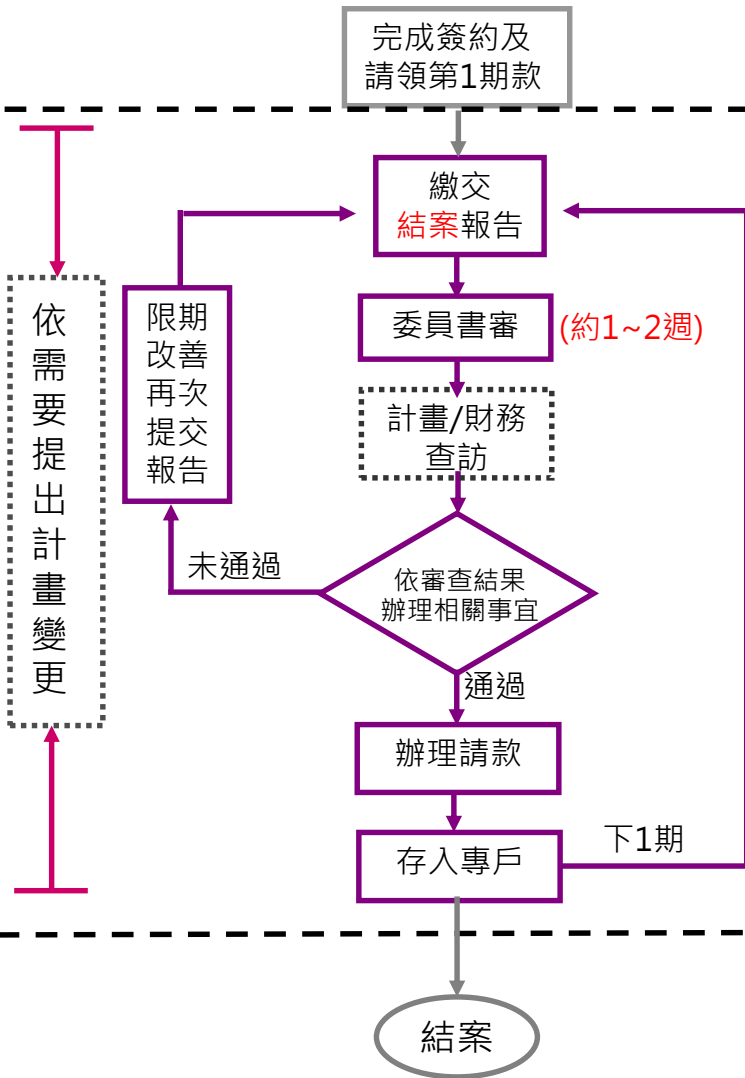 完成簽約及
請領第1期款
繳交
結案報告
委員書審
(約1~2週)
計畫/財務
查訪
依審查結果
辦理相關事宜
未通過
限期
改善
再次
提交
報告
通過
辦理請款
存入專戶
下1期
結案
依需要提出計畫變更